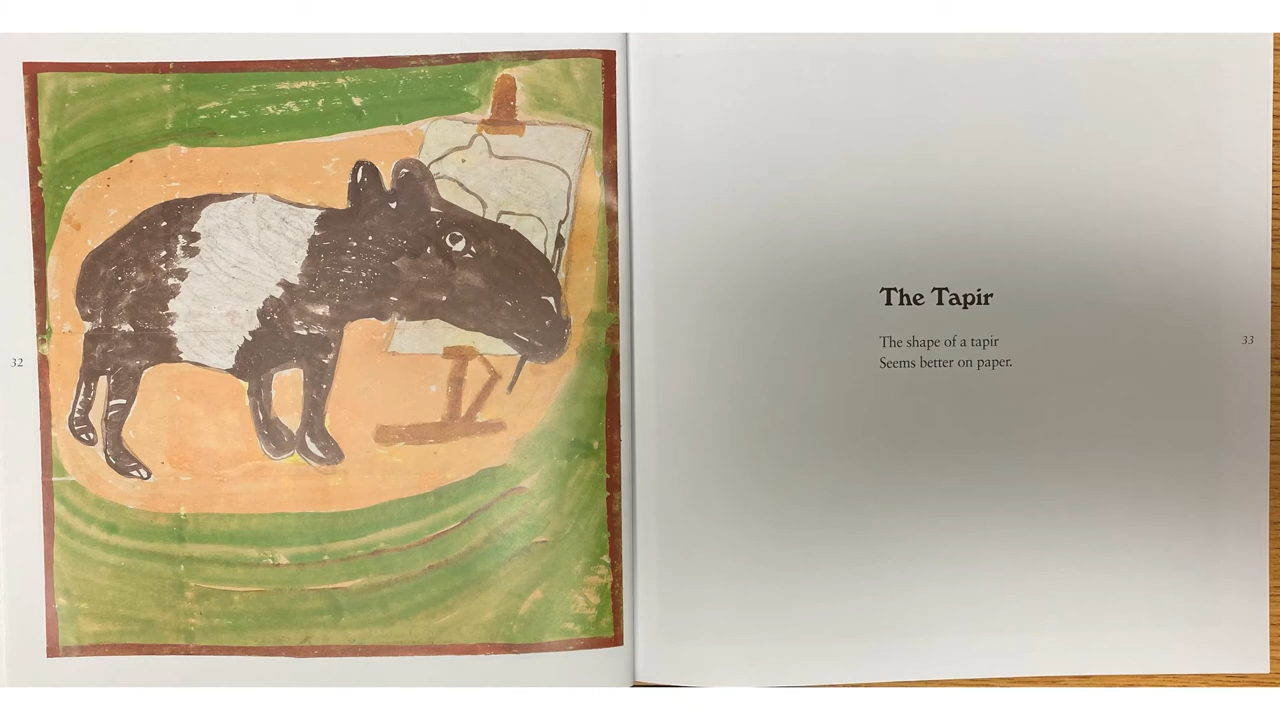 32
The Tapir
The shape of a tapir
Seems better on paper.
33